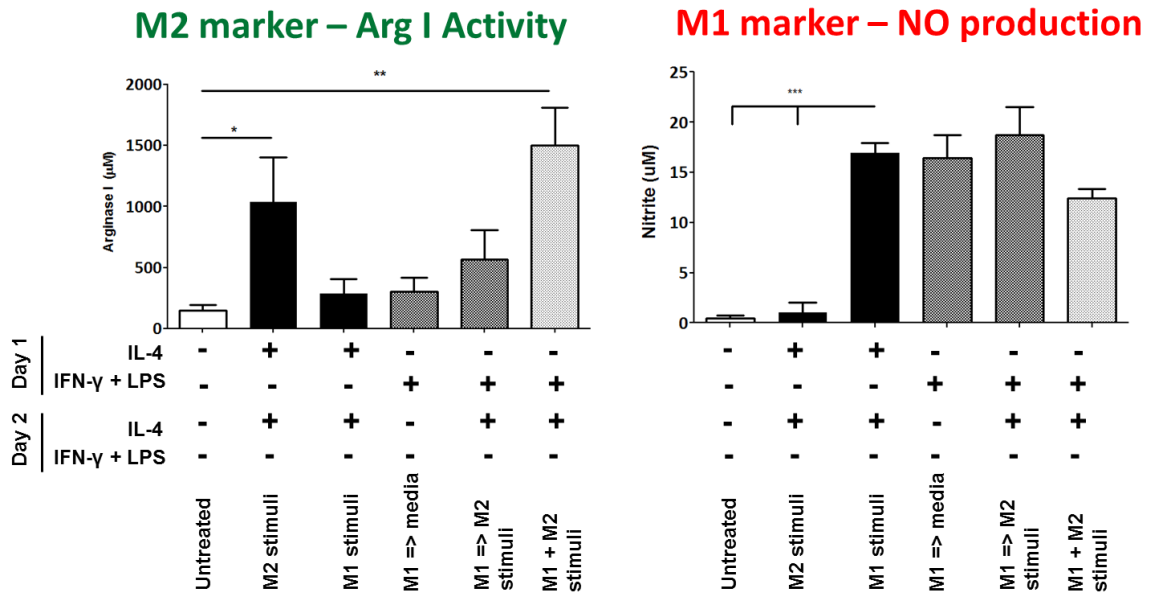 M2 marker – Arg I Activity
**
*
Arginase I (µM)
2000
1500
1000
500
0
Day 1
IL-4 - + + - - -
IFN-γ + LPS - - - + + +
Day 2
IL-4 - + + - + +
IFN-γ + LPS - - - - - -
Untreated
M2 stimuli
M1 stimuli
M1 => media
M1 => M2
stimuli
M1 + M2
stimuli
M1 marker – NO production
***
Nitrite (uM)
25
20
15
10
5
0
- + + - - -
- - - + + +
- + + - + +
- - - - - -
Untreated
M2 stimuli
M1 stimuli
M1 => media
M1 => M2
stimuli
M1 + M2
stimuli